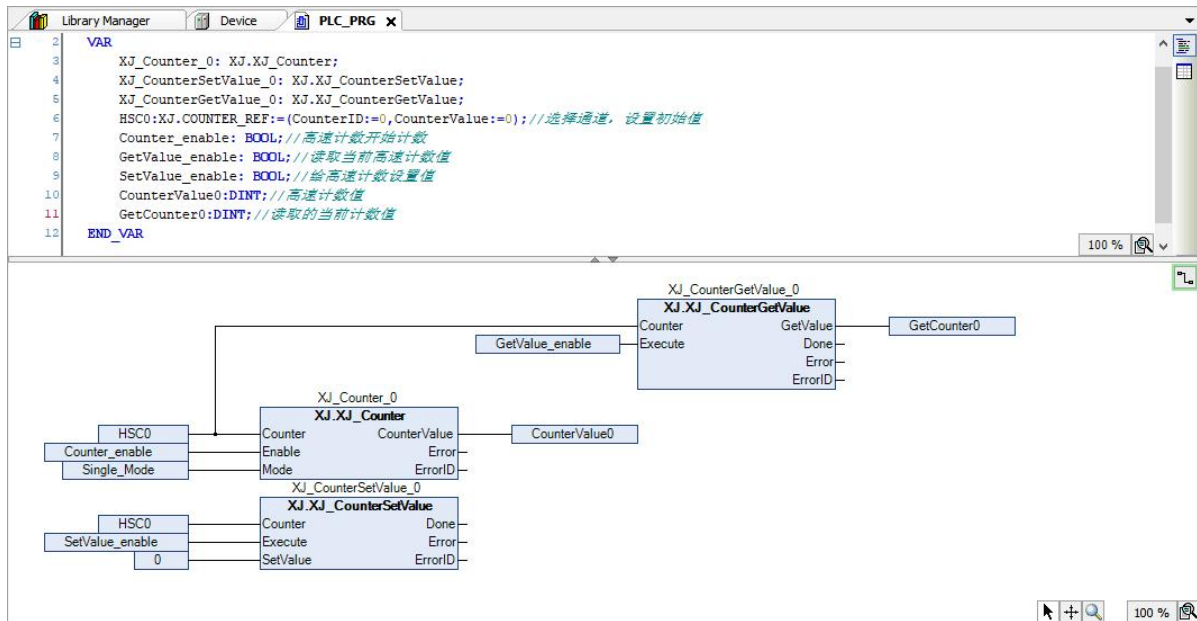 Library Manager Device PLC_PRG X
2 VAR
3 XJ_Counter_0: XJ.XJ_Counter;
4 XJ_CounterSetValue_0: XJ.XJ_CounterSetValue;
5 XJ_CounterGetValue_0: XJ.XJ_CounterGetValue;
6 HSC0:XJ.COUNTER_REF:=(CounterID:=0,CounterValue:=0);//选择通道，设置初始值
7 Counter_enable: BOOL;//高速计数开始计数
8 GetValue_enable: BOOL;//读取当前高速计数值
9 SetValue_enable: BOOL;//给高速计数设置值
10 CounterValue0:DINT;//高速计数值
11 GetCounter0:DINT;//读取的当前计数值
12 END_VAR
100 %
XJ_CounterGetValue_0
XJ.XJ_CounterGetValue
Counter GetValue GetCounter0
GetValue_enable Execute Done
Error
ErrorID
XJ_Counter_0
XJ.XJ_Counter
HSC0 Counter CounterValue CounterValue0
Counter_enable Enable Error
Single_Mode Mode ErrorID
XJ_CounterSetValue_0
XJ.XJ_CounterSetValue
HSC0 Counter Done
SetValue_enable Execute Error
0 SetValue ErrorID
100 %